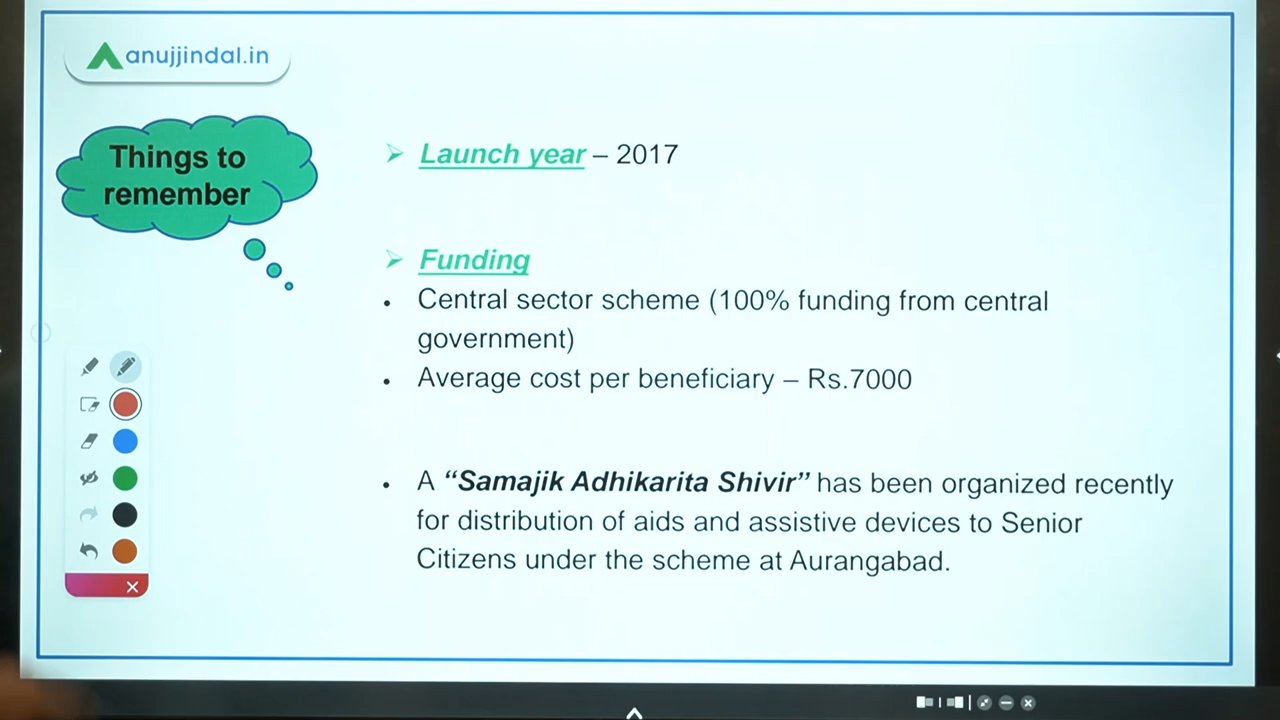 anujjindal.in
Things to
remember
Launch year – 2017
Funding
Central sector scheme (100% funding from central
government)
Average cost per beneficiary – Rs.7000
A “Samajik Adhikarita Shivir” has been organized recently
for distribution of aids and assistive devices to Senior
Citizens under the scheme at Aurangabad.